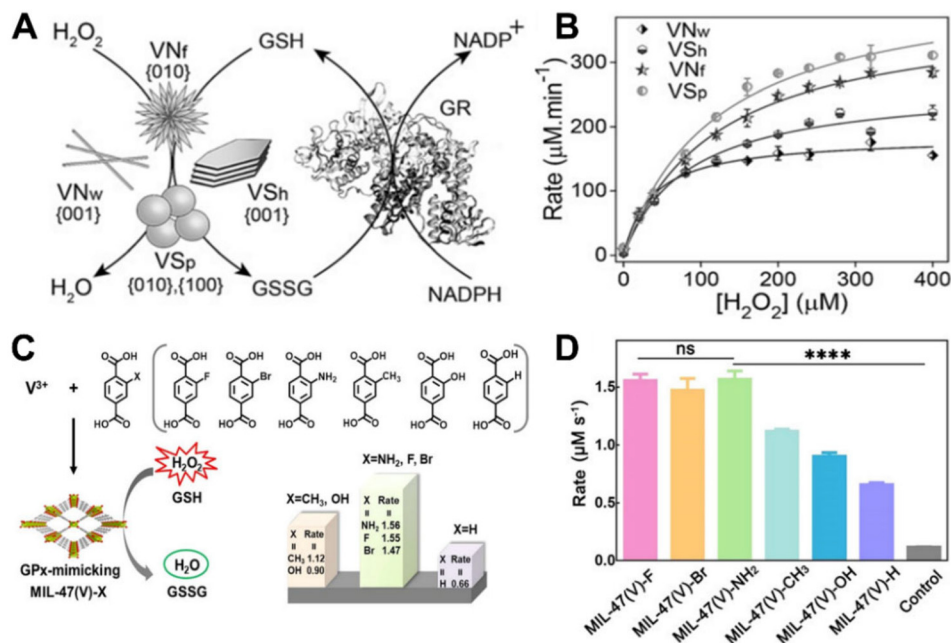 A
H2O2
VNf
{010}
GSH
NADP+
GR
VNw
{001}
VSh
{001}
VSp
{010},{100}
H2O
GSSG
NADPH
B
VNw
VSh
VNf
VSp
Rate (µM.min-1)
300
200
100
0
0 80 160 240 320 400
[H2O2] (µM)
C
V3+ +
COOH
X
HOOC
COOH
F
HOOC
COOH
Br
HOOC
COOH
NH2
HOOC
COOH
CH3
HOOC
COOH
OH
HOOC
COOH
H
HOOC
H2O2
GSH
H2O
GSSG
GPx-mimicking
MIL-47(V)-X
X=CH3, OH
X Rate
= =
CH3 1.12
OH 0.90
X=NH2, F, Br
X Rate
= =
NH2 1.56
F 1.55
Br 1.47
X=H
X Rate
= =
H 0.66
D
ns
****
Rate (µM s-1)
1.5
1.0
0.5
0.0
MIL-47(V)-F
MIL-47(V)-Br
MIL-47(V)-NH2
MIL-47(V)-CH3
MIL-47(V)-OH
MIL-47(V)-H
Control